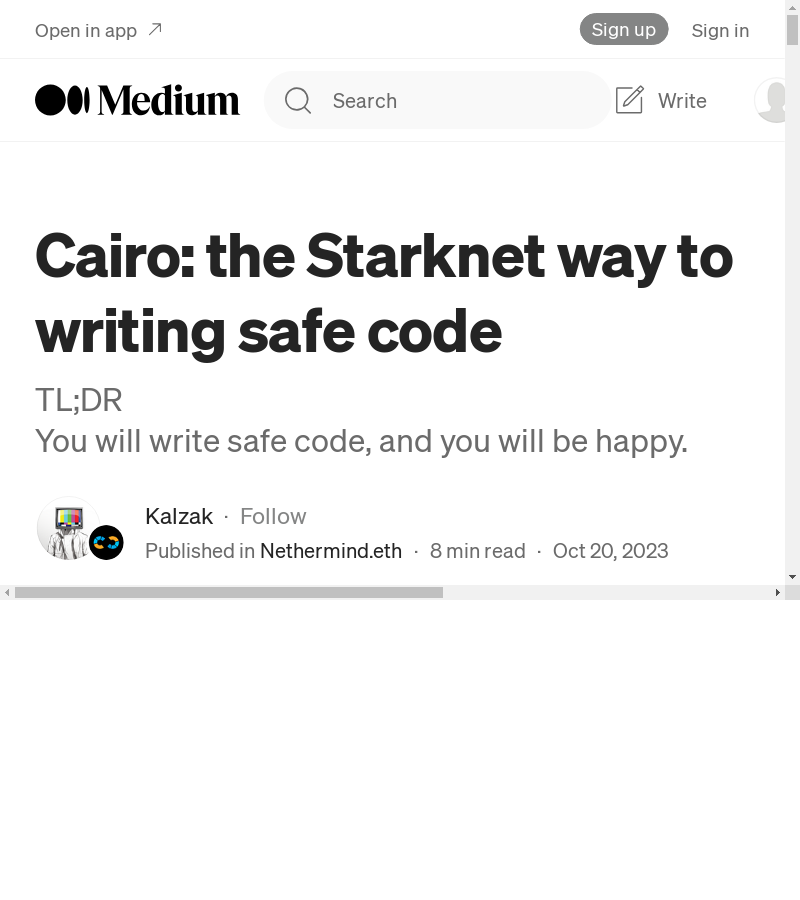 Open in app
Sign up
Sign in
Medium
Search
Write
Cairo: the Starknet way to
writing safe code
TL;DR
You will write safe code, and you will be happy.
Kalzak · Follow
Published in Nethermind.eth · 8 min read · Oct 20, 2023